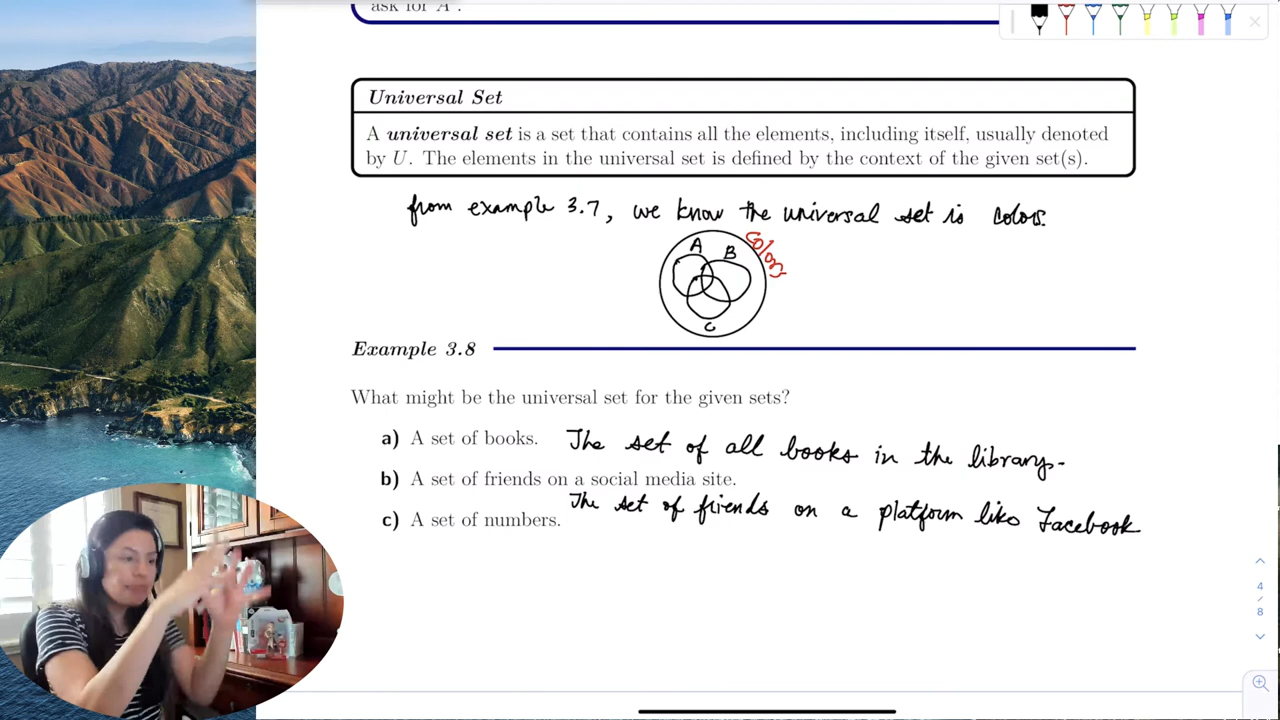 ask for A .
Universal Set
A universal set is a set that contains all the elements, including itself, usually denoted
by U. The elements in the universal set is defined by the context of the given set(s).
from example 3.7, we know the universal set is colors.
A B colors
C
Example 3.8
What might be the universal set for the given sets?
a) A set of books. The set of all books in the library.
b) A set of friends on a social media site.
The set of friends on a platform like Facebook
c) A set of numbers.
4
/
8